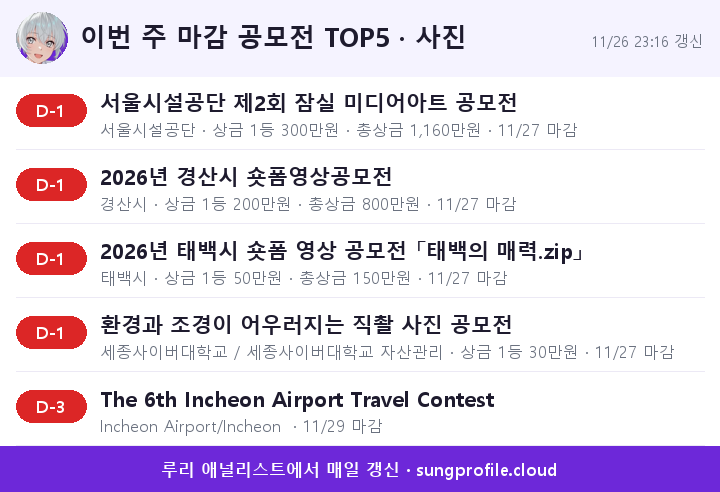 이번 주 마감 공모전 TOP5 · 사진
11/26 23:16 갱신
D-1
서울시설공단 제2회 잠실 미디어아트 공모전
서울시설공단 · 상금 1등 300만원 · 총상금 1,160만원 · 11/27 마감
D-1
2026년 경산시 숏폼영상공모전
경산시 · 상금 1등 200만원 · 총상금 800만원 · 11/27 마감
D-1
2026년 태백시 숏폼 영상 공모전 「태백의 매력.zip」
태백시 · 상금 1등 50만원 · 총상금 150만원 · 11/27 마감
D-1
환경과 조경이 어우러지는 직촬 사진 공모전
세종사이버대학교 / 세종사이버대학교 자산관리 · 상금 1등 30만원 · 11/27 마감
D-3
The 6th Incheon Airport Travel Contest
Incheon Airport/Incheon · 11/29 마감
루리 애널리스트에서 매일 갱신 · sungprofile.cloud